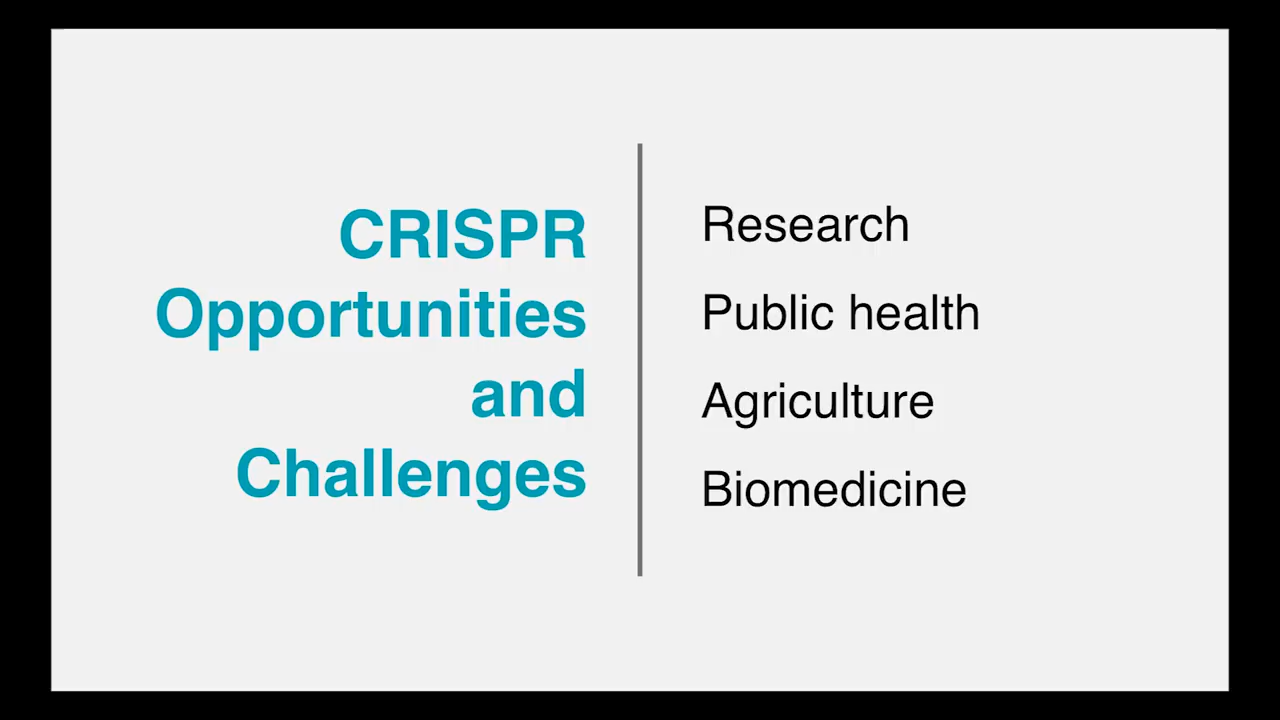 CRISPR
Opportunities
and
Challenges
Research
Public health
Agriculture
Biomedicine